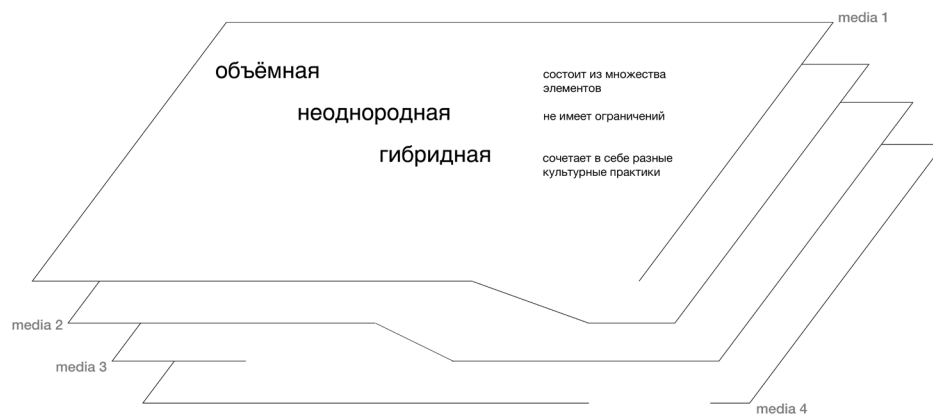 media 1
объёмная
состоит из множества
элементов
неоднородная
не имеет ограничений
гибридная
сочетает в себе разные
культурные практики
media 2
media 3
media 4